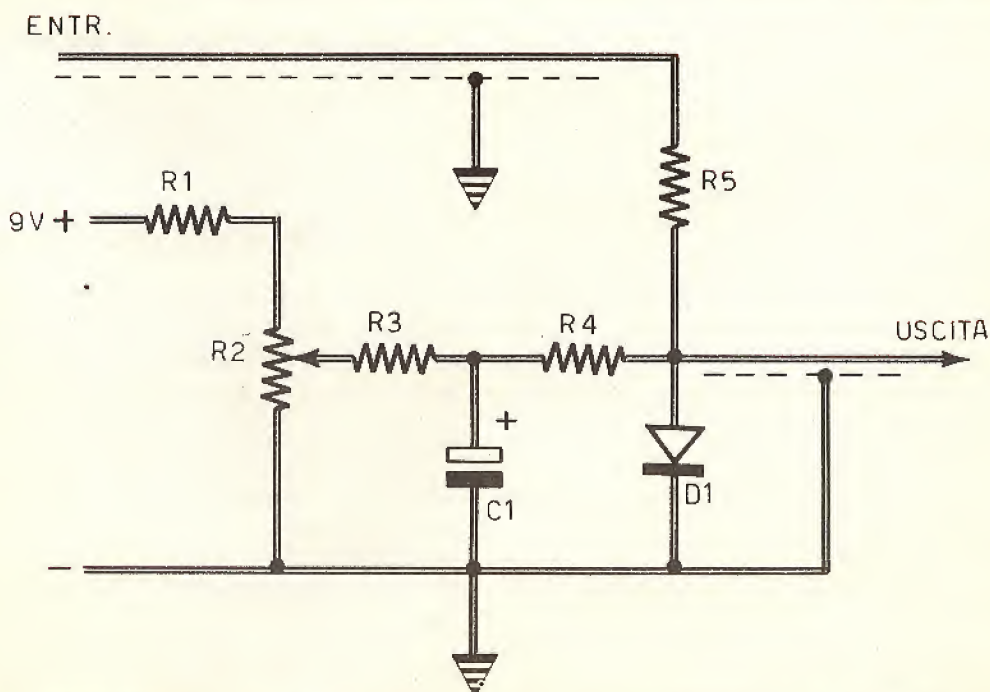 ENTR.
R1
R5
9V +
R3
R4
USCITA
R2
+
C1
D1
–